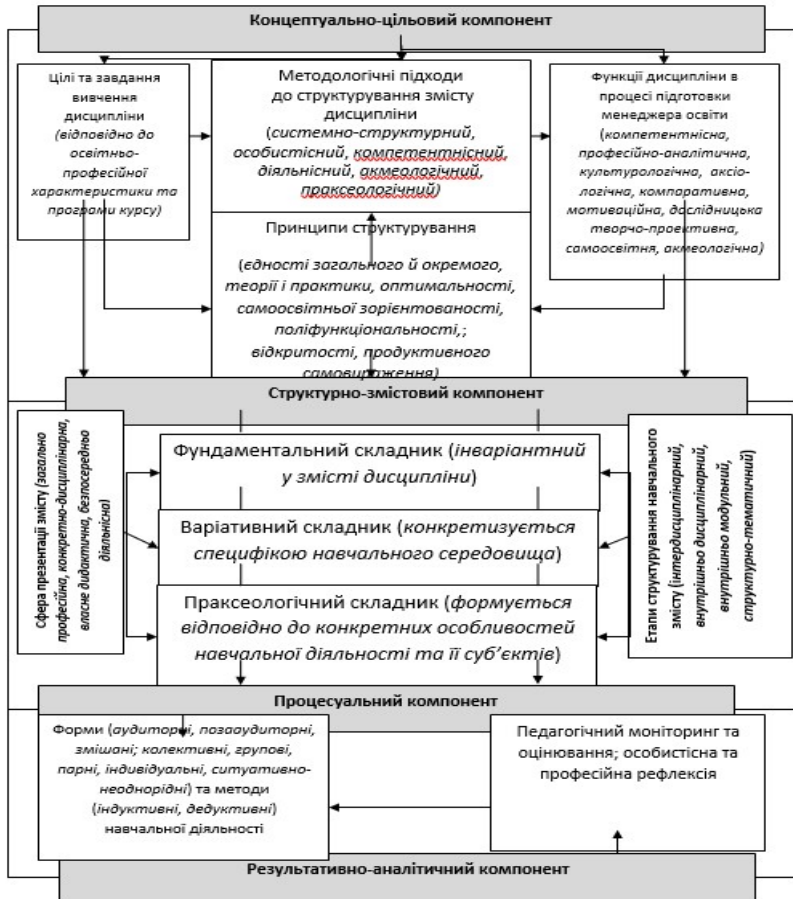 Концептуально-цільовий компонент
Цілі та завдання
вивчення
дисципліни
(відповідно до
освітньо-
професійної
характеристики та
програми курсу)
Методологічні підходи
до структурування змісту
дисципліни
(системно-структурний,
особистісний, компетентнісний,
діяльнісний, акмеологічний,
праксеологічний)
Функції дисципліни в
процесі підготовки
менеджера освіти
(компетентнісна,
професійно-аналітична,
культурологічна, аксіо-
логічна, компаративна,
мотиваційна, дослідницька
творчо-проективна,
самоосвітня, акмеологічна)
Принципи структурування
(єдності загального й окремого,
теорії і практики, оптимальності,
самоосвітньої зорієнтованості,
поліфункціональності,;
відкритості, продуктивного
самовираження)
Структурно-змістовий компонент
Сфера презентації змісту (загально
професійна, конкретно-дисциплінарна,
власне дидактична, безпосередньо
діяльнісна)
Фундаментальний складник (інваріантний
у змісті дисципліни)
Варіативний складник (конкретизується
специфікою навчального середовища)
Праксеологічний складник (формується
відповідно до конкретних особливостей
навчальної діяльності та її суб’єктів)
Етапи структурування навчального
змісту (інтердисциплінарний,
внутрішньо дисциплінарний,
внутрішньо модульний,
структурно-тематичний)
Процесуальний компонент
Форми (аудиторні, позааудиторні,
змішані; колективні, групові,
парні, індивідуальні, ситуативно-
неоднорідні) та методи
(індуктивні, дедуктивні)
навчальної діяльності
Педагогічний моніторинг та
оцінювання; особистісна та
професійна рефлексія
Результативно-аналітичний компонент